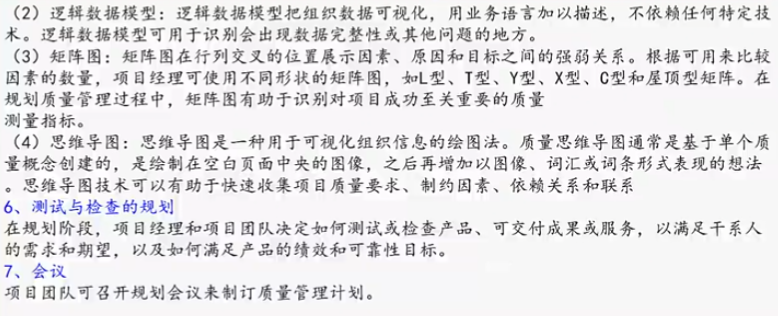 （2）逻辑数据模型：逻辑数据模型把组织数据可视化，用业务语言加以描述，不依赖任何特定技
术。逻辑数据模型可用于识别会出现数据完整性或其他问题的地方。
（3）矩阵图：矩阵图在行列交叉的位置展示因素、原因和目标之间的强弱关系。根据可用来比较
因素的数量，项目经理可使用不同形状的矩阵图，如L型、T型、Y型、X型、C型和屋顶型矩阵。在
规划质量管理过程中，矩阵图有助于识别对项目成功至关重要的质量
测量指标。
（4）思维导图：思维导图是一种用于可视化组织信息的绘图法。质量思维导图通常是基于单个质
量概念创建的，是绘制在空白页面中央的图像，之后再增加以图像、词汇或词条形式表现的想法
。思维导图技术可以有助于快速收集项目质量要求、制约因素、依赖关系和联系
6、测试与检查的规划
在规划阶段，项目经理和项目团队决定如何测试或检查产品、可交付成果或服务，以满足干系人
的需求和期望，以及如何满足产品的绩效和可靠性目标。
7、会议
项目团队可召开规划会议来制订质量管理计划。